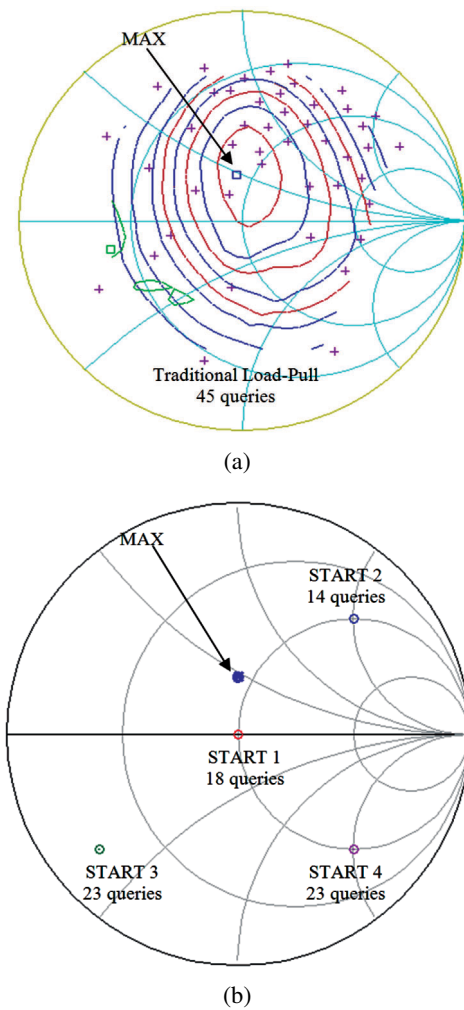 MAX
Traditional Load-Pull
45 queries
(a)
MAX
START 2
14 queries
START 1
18 queries
START 3
23 queries
START 4
23 queries
(b)